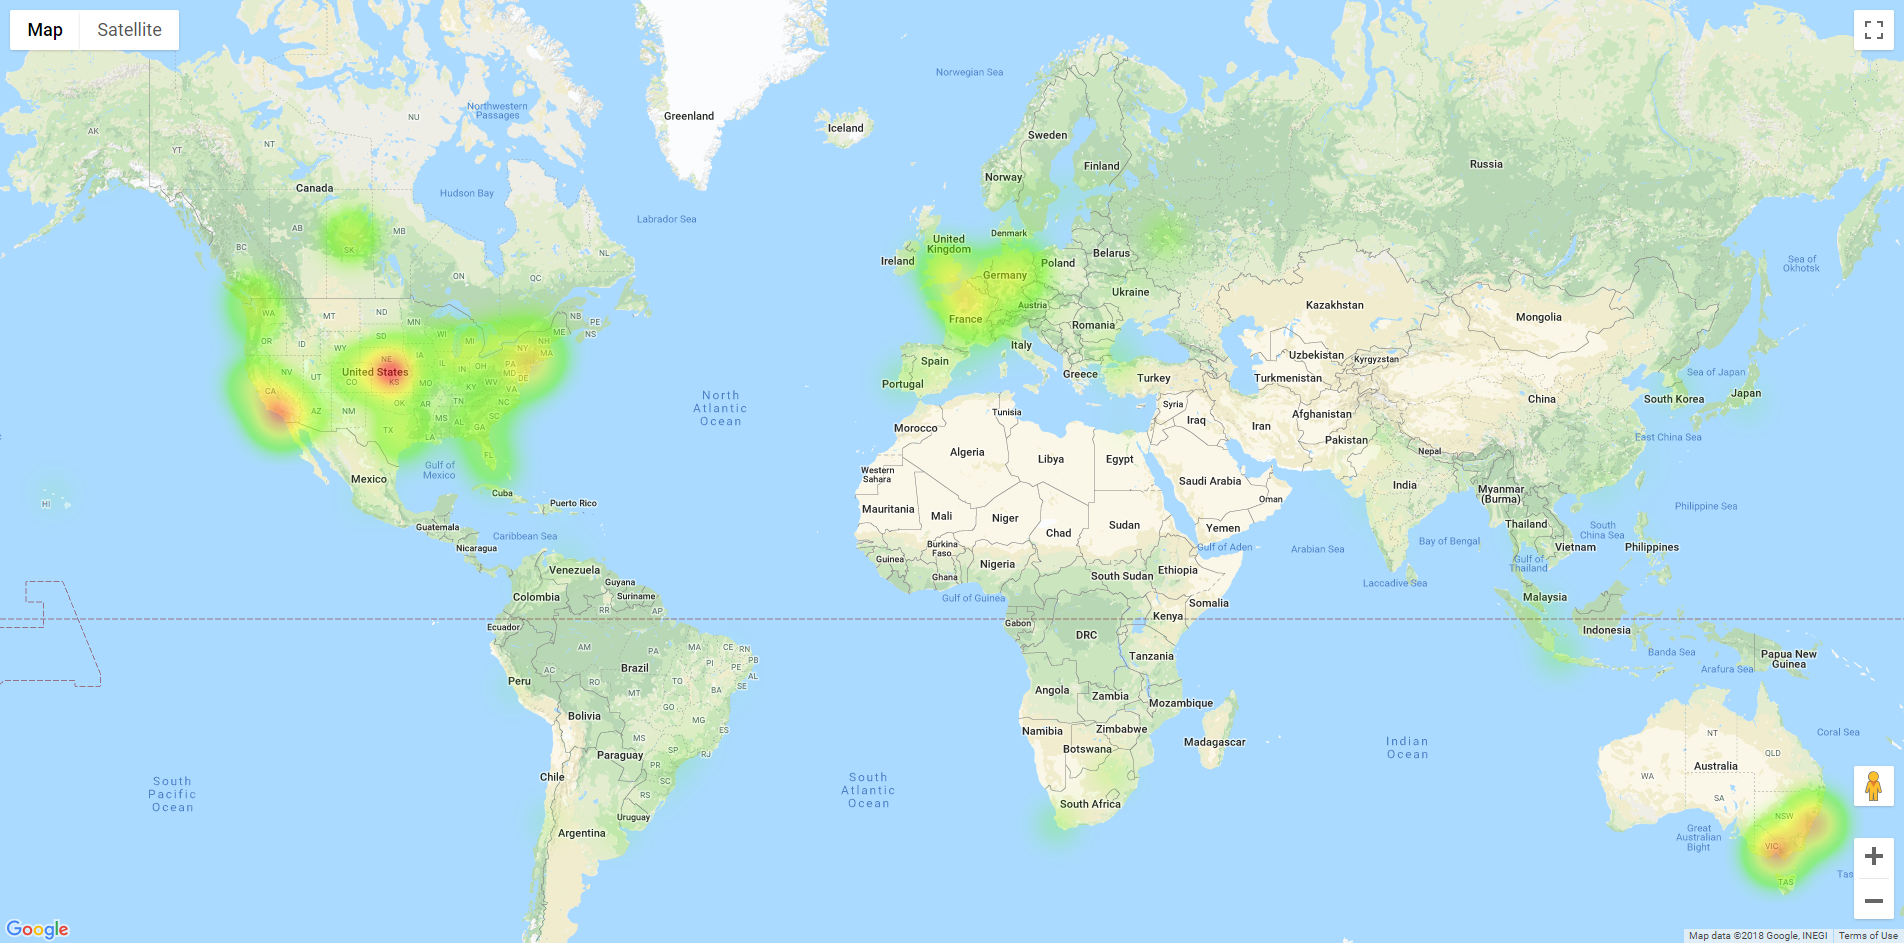 Map Satellite
Norwegian Sea
Northwestern
Passages
NU
Greenland
Iceland
AK
YT
NT
Sweden
Finland
Russia
Norway
Canada
Hudson Bay
Labrador Sea
AB
SK
MB
BC
NL
ON
QC
United
Kingdom
Denmark
Ireland
Belarus
Poland
Germany
Sea of
Okhotsk
Ukraine
Kazakhstan
Mongolia
Austria
France
Romania
Italy
WA
MT
ND
MN
NB
PE
NS
OR
ID
SD
WI
MI
ME
NH
WY
NE
IA
NY
MA
NV
UT
United States
CO
KS
MO
IL
IN
OH
PA
MD
DE
WV
KY
VA
CA
AZ
NM
OK
AR
TN
NC
SC
MS
AL
GA
TX
LA
FL
Spain
Portugal
Greece
Turkey
Uzbekistan
Kyrgyzstan
Turkmenistan
Sea of Japan
South Korea
Japan
China
North
Atlantic
Ocean
Tunisia
Syria
Iraq
Iran
Afghanistan
Pakistan
Morocco
Algeria
Libya
Egypt
East China Sea
Nepal
Gulf of
Mexico
Mexico
Western
Sahara
Saudi Arabia
India
Myanmar
(Burma)
HI
Cuba
Puerto Rico
Oman
Philippine Sea
Mauritania
Mali
Niger
Chad
Sudan
Yemen
Thailand
South
China Sea
Guatemala
Caribbean Sea
Nicaragua
Burkina
Faso
Gulf of Aden
Arabian Sea
Bay of Bengal
Vietnam
Philippines
Guinea
Ghana
Nigeria
South Sudan
Ethiopia
Gulf of
Thailand
Laccadive Sea
Venezuela
Guyana
Colombia
Suriname
Gulf of Guinea
Somalia
Malaysia
RR
AP
Ecuador
Gabon
DRC
Kenya
Indonesia
AM
PA
MA
CE
RN
PB
PI
AL
SE
Tanzania
Banda Sea
Papua New
Guinea
Arafura Sea
Brazil
AC
RO
TO
BA
MT
Peru
Angola
Zambia
Mozambique
GO
MG
ES
Bolivia
MS
SP
RJ
Namibia
Zimbabwe
Botswana
Madagascar
Indian
Ocean
NT
QLD
Coral Sea
Paraguay
PR
SC
RS
Australia
WA
SA
South
Pacific
Ocean
Chile
South
Atlantic
Ocean
South Africa
Uruguay
Argentina
NSW
Great
Australian
Bight
VIC
TAS
Tas
Google
Map data ©2018 Google, INEGI Terms of Use